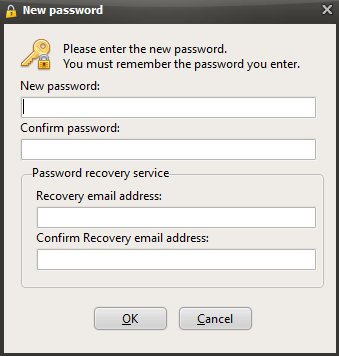 New password
Please enter the new password.
You must remember the password you enter.
New password:
Confirm password:
Password recovery service
Recovery email address:
Confirm Recovery email address:
OK
Cancel